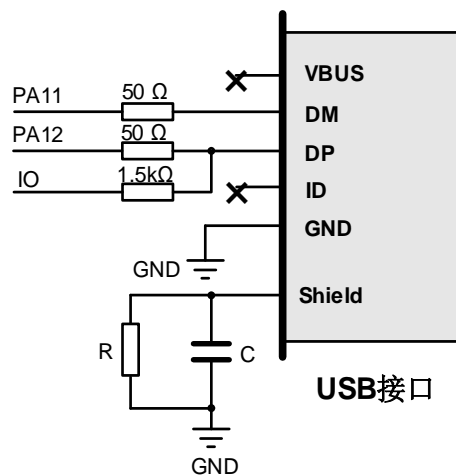 VBUS
50 Ω
PA11
DM
50 Ω
PA12
DP
1.5kΩ
IO
ID
GND
GND
Shield
R
C
USB接口
GND